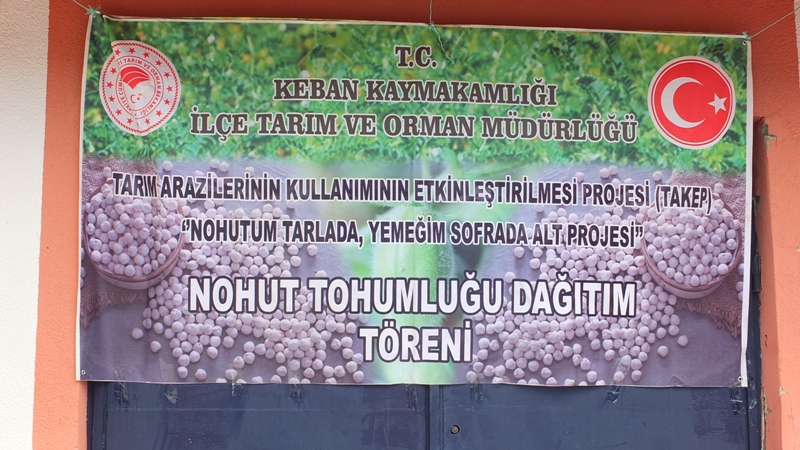 T.C.
KEBAN KAYMAKAMLIĞI
İLÇE TARIM VE ORMAN MÜDÜRLÜĞÜ
TARIM ARAZİLERİNİN KULLANIMININ ETKİNLEŞTİRİLMESİ PROJESİ (TAKEP)
"NOHUTUM TARLADA, YEMEĞİM SOFRADA ALT PROJESİ"
NOHUT TOHUMLUĞU DAĞITIM
TÖRENİ